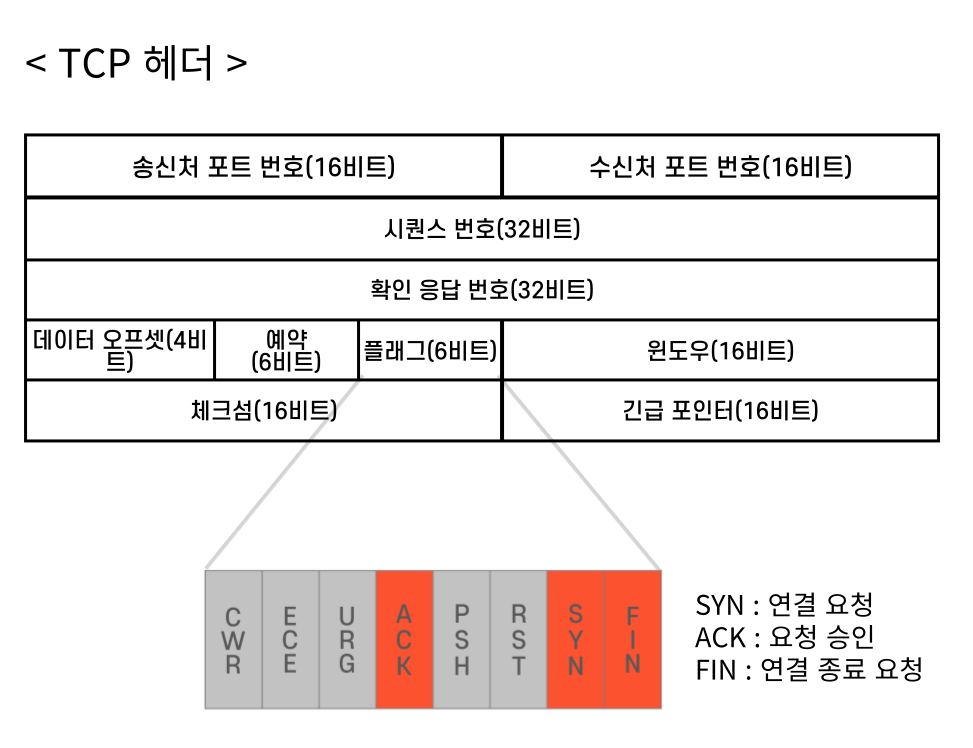 < TCP 헤더 >
송신처 포트 번호(16비트) 수신처 포트 번호(16비트)
시퀀스 번호(32비트)
확인 응답 번호(32비트)
데이터 오프셋(4비
트)
예약
(6비트)
플래그(6비트)
윈도우(16비트)
체크섬(16비트) 긴급 포인터(16비트)
CWR ECE URG ACK PSH RST SYN FIN
SYN : 연결 요청
ACK : 요청 승인
FIN : 연결 종료 요청